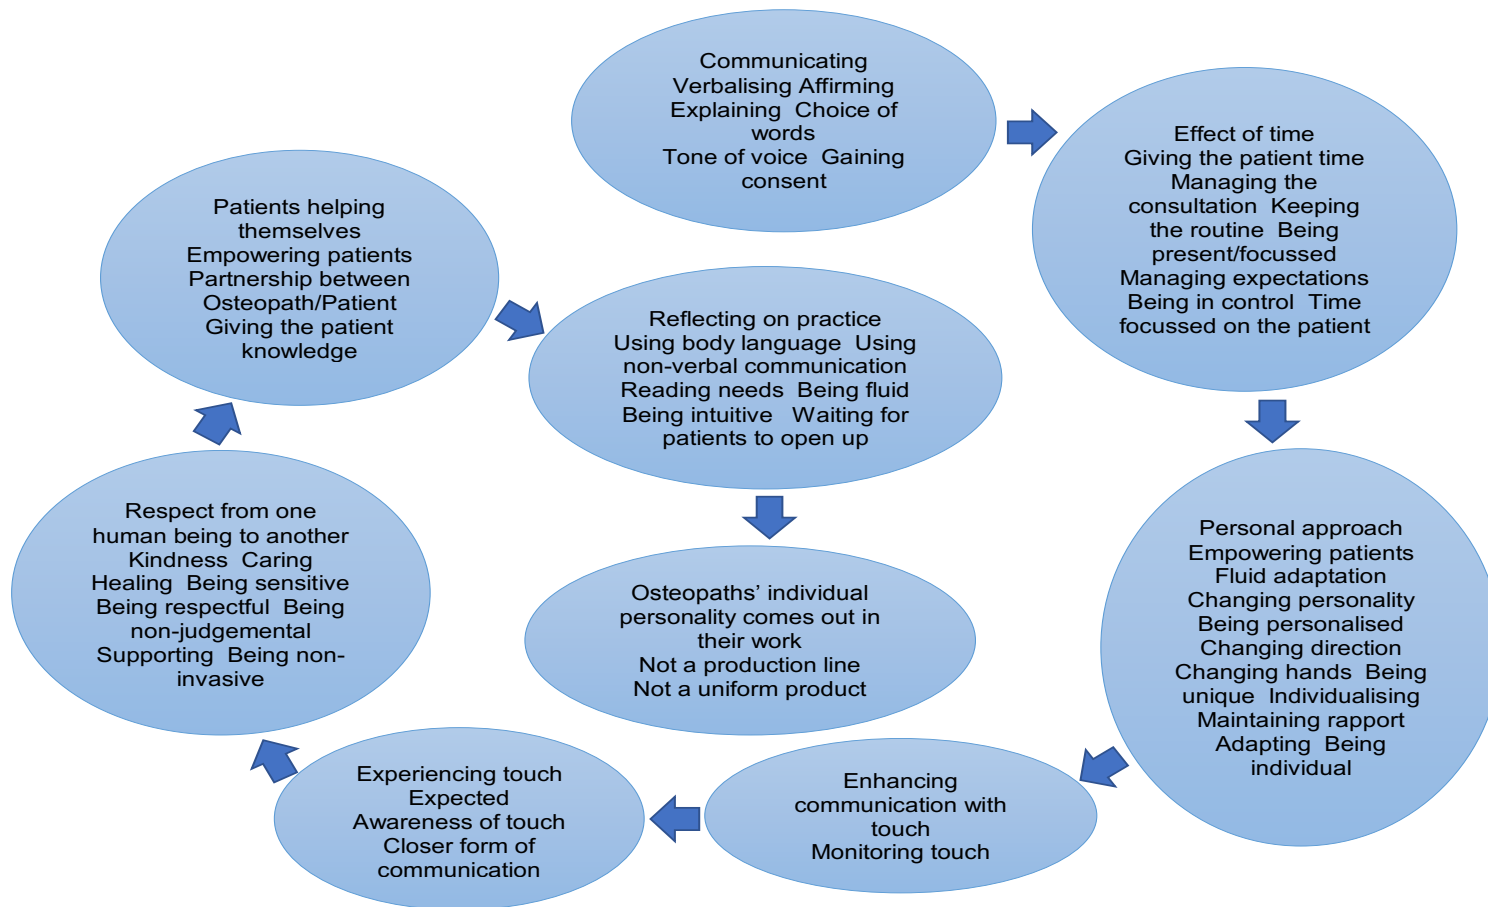 Communicating
Verbalising Affirming
Explaining Choice of
words
Tone of voice Gaining
consent
Effect of time
Giving the patient time
Managing the
consultation Keeping
the routine Being
present/focussed
Managing expectations
Being in control Time
focussed on the patient
Personal approach
Empowering patients
Fluid adaptation
Changing personality
Being personalised
Changing direction
Changing hands Being
unique Individualising
Maintaining rapport
Adapting Being
individual
Enhancing
communication with
touch
Monitoring touch
Experiencing touch
Expected
Awareness of touch
Closer form of
communication
Respect from one
human being to another
Kindness Caring
Healing Being sensitive
Being respectful Being
non-judgemental
Supporting Being non-
invasive
Patients helping
themselves
Empowering patients
Partnership between
Osteopath/Patient
Giving the patient
knowledge
Reflecting on practice
Using body language Using
non-verbal communication
Reading needs Being fluid
Being intuitive Waiting for
patients to open up
Osteopaths’ individual
personality comes out in
their work
Not a production line
Not a uniform product